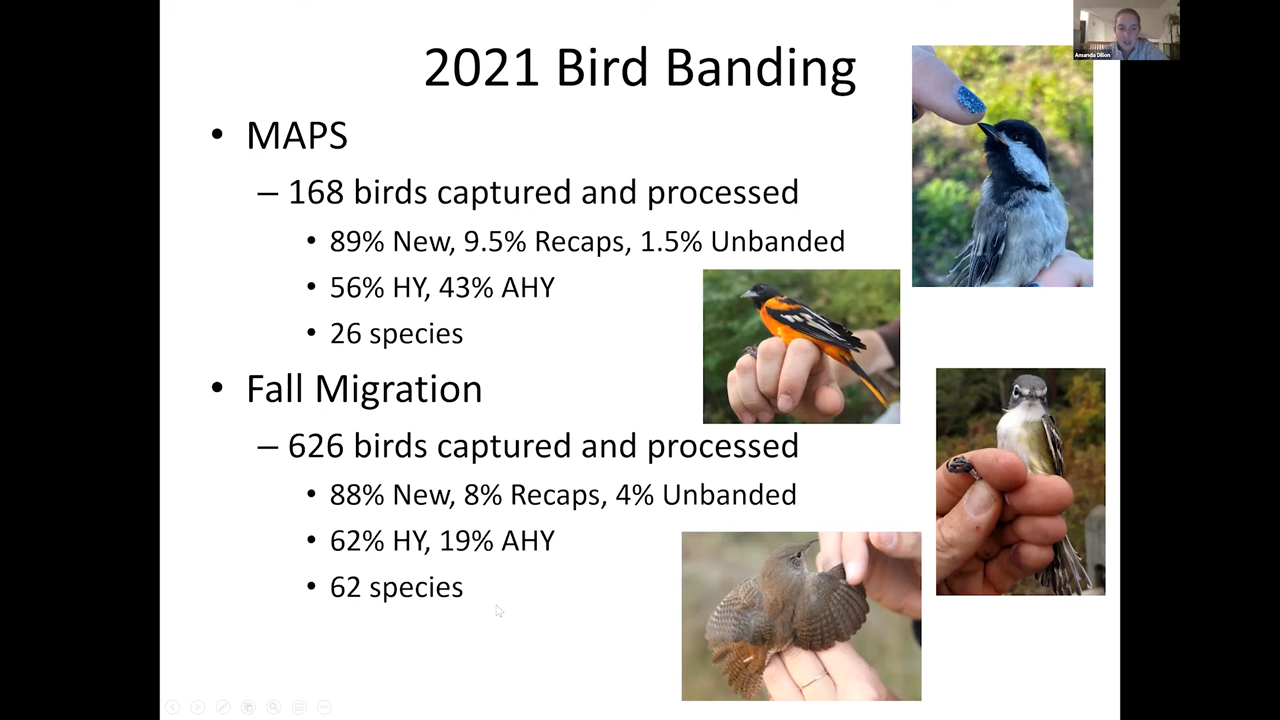 2021 Bird Banding
Amanda Dillon
• MAPS
– 168 birds captured and processed
• 89% New, 9.5% Recaps, 1.5% Unbanded
• 56% HY, 43% AHY
• 26 species
• Fall Migration
– 626 birds captured and processed
• 88% New, 8% Recaps, 4% Unbanded
• 62% HY, 19% AHY
• 62 species